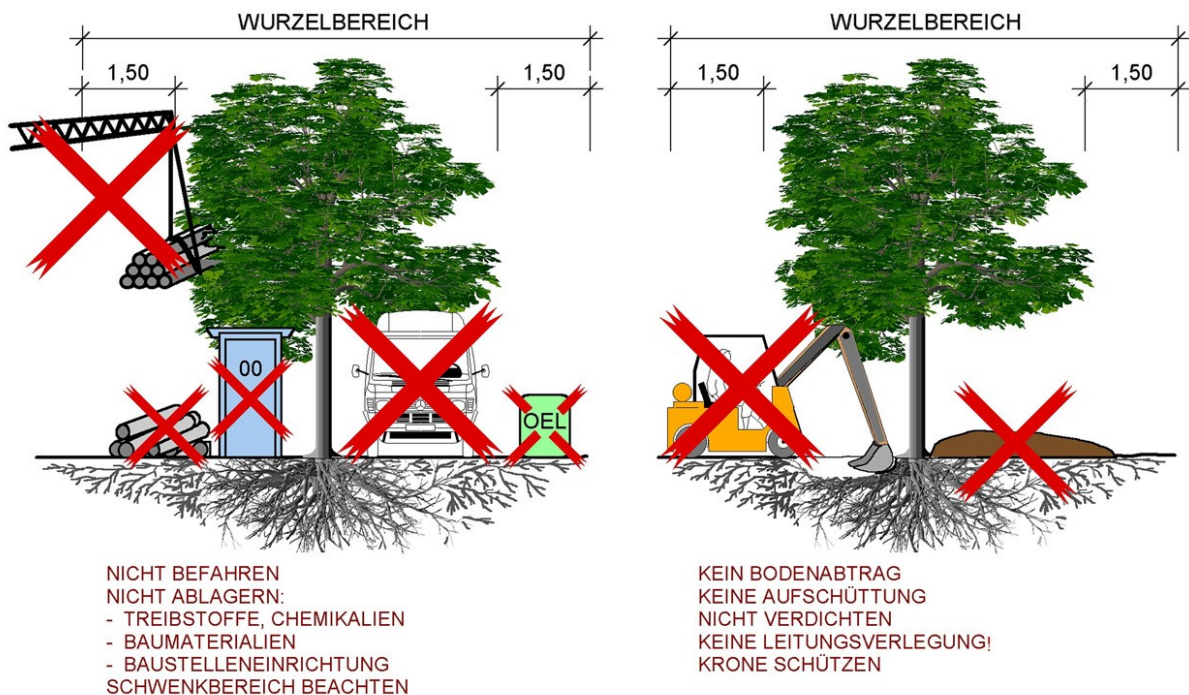 WURZELBEREICH
1,50
1,50
00
OEL
NICHT BEFAHREN
NICHT ABLAGERN:
- TREIBSTOFFE, CHEMIKALIEN
- BAUMATERIALIEN
- BAUSTELLENEINRICHTUNG
SCHWENKBEREICH BEACHTEN
WURZELBEREICH
1,50
1,50
KEIN BODENABTRAG
KEINE AUFSCHÜTTUNG
NICHT VERDICHTEN
KEINE LEITUNGSVERLEGUNG!
KRONE SCHÜTZEN